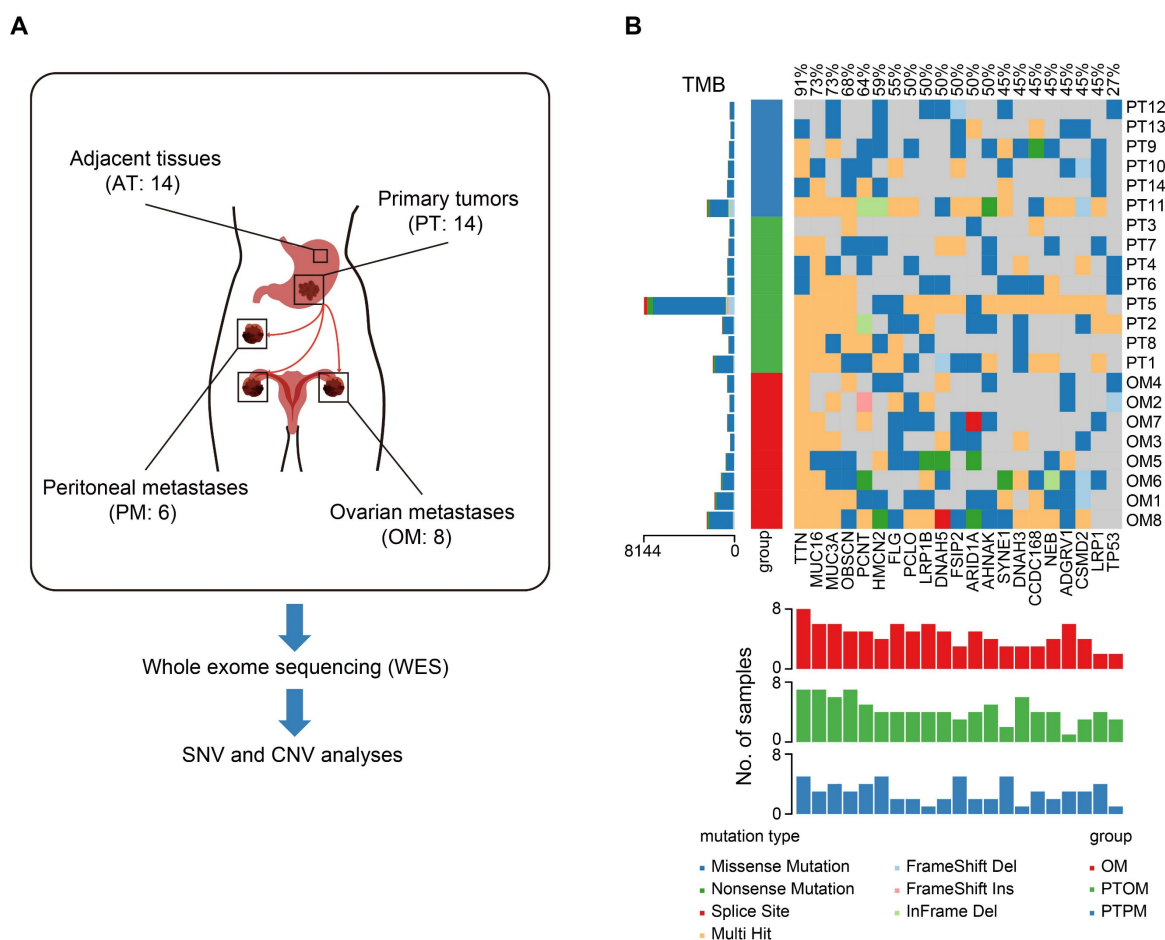 A
Adjacent tissues
(AT: 14)
Primary tumors
(PT: 14)
Peritoneal metastases
(PM: 6)
Ovarian metastases
(OM: 8)
Whole exome sequencing (WES)
SNV and CNV analyses
B
TMB
91%
73%
73%
68%
64%
59%
55%
50%
50%
50%
50%
50%
50%
45%
45%
45%
45%
45%
45%
45%
27%
PT12
PT13
PT9
PT10
PT14
PT11
PT3
PT7
PT4
PT6
PT5
PT2
PT8
PT1
OM4
OM2
OM7
OM3
OM5
OM6
OM1
OM8
8144
0
group
TTN
MUC16
MUC3A
OBSCN
PCNT
HMCN2
FLG
PCLO
LRP1B
DNAH5
FSIP2
ARID1A
AHNAK
SYNE1
DNAH3
CCDC168
NEB
ADGRV1
CSMD2
LRP1
TP53
No. of samples
8
0
8
0
8
0
mutation type
Missense Mutation
Nonsense Mutation
Splice Site
Multi Hit
FrameShift Del
FrameShift Ins
InFrame Del
group
OM
PTOM
PTPM